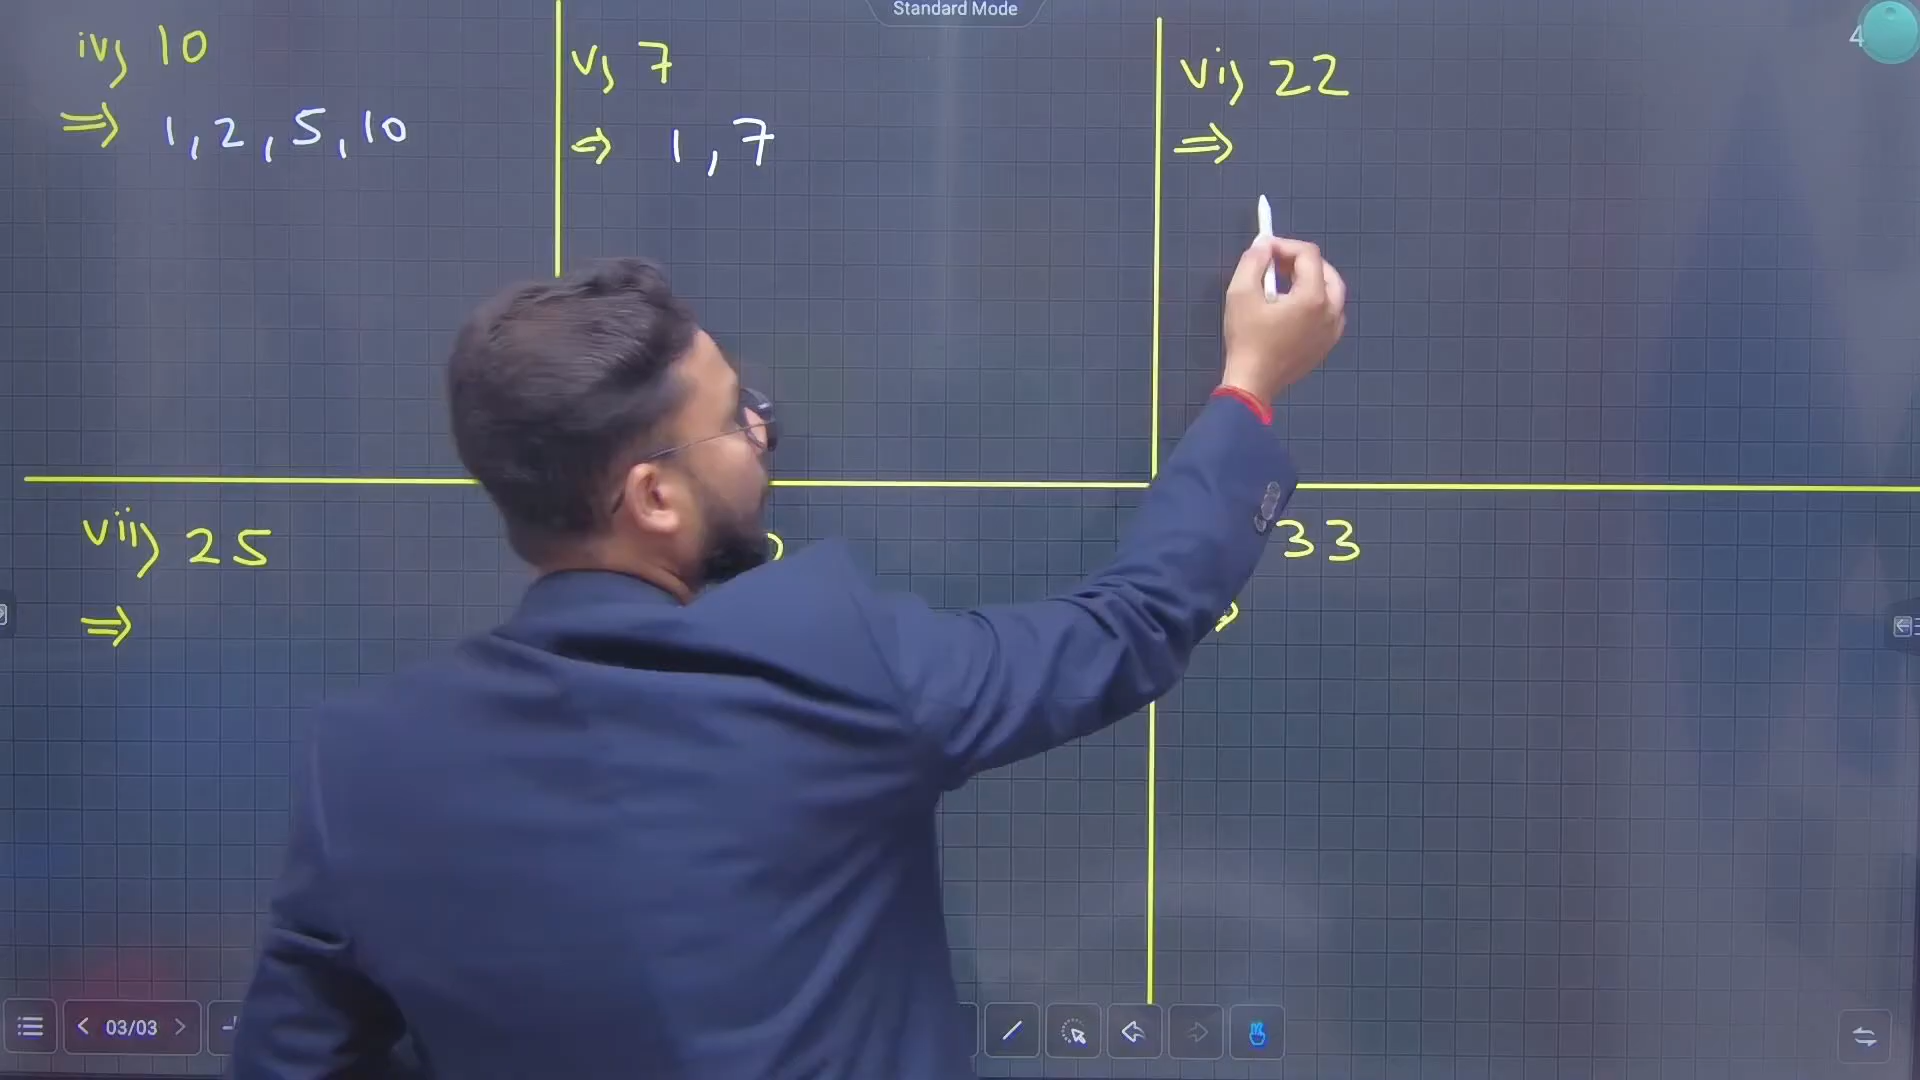 Standard Mode
4
iv) 10
⇒ 1, 2, 5, 10
v) 7
⇒ 1, 7
vi) 22
⇒
vii) 25
⇒
33
03/03